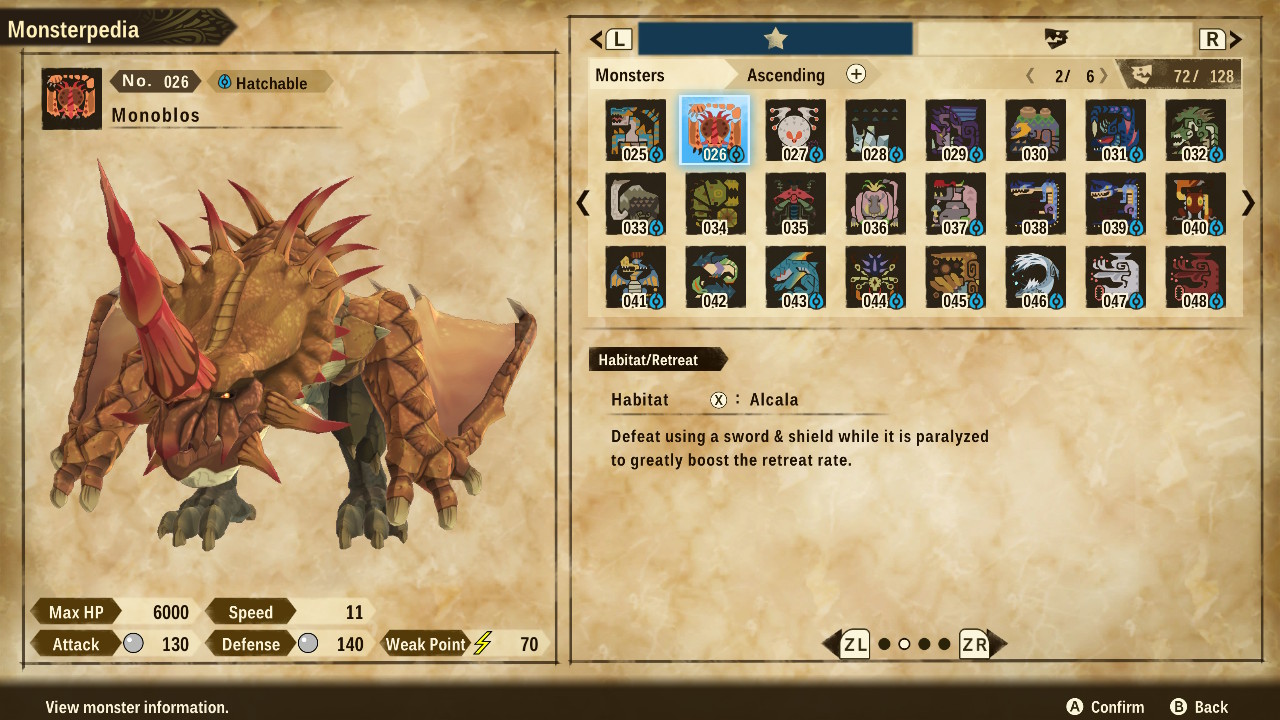 Monsterpedia
No. 026
Hatchable
Monoblos
Max HP 6000
Speed 11
Attack 130
Defense 140
Weak Point 70
L
R
Monsters
Ascending
2/ 6
72/ 128
025 026 027 028 029 030 031 032
033 034 035 036 037 038 039 040
041 042 043 044 045 046 047 048
Habitat/Retreat
Habitat X : Alcala
Defeat using a sword & shield while it is paralyzed
to greatly boost the retreat rate.
ZL ZR
View monster information.
A Confirm B Back